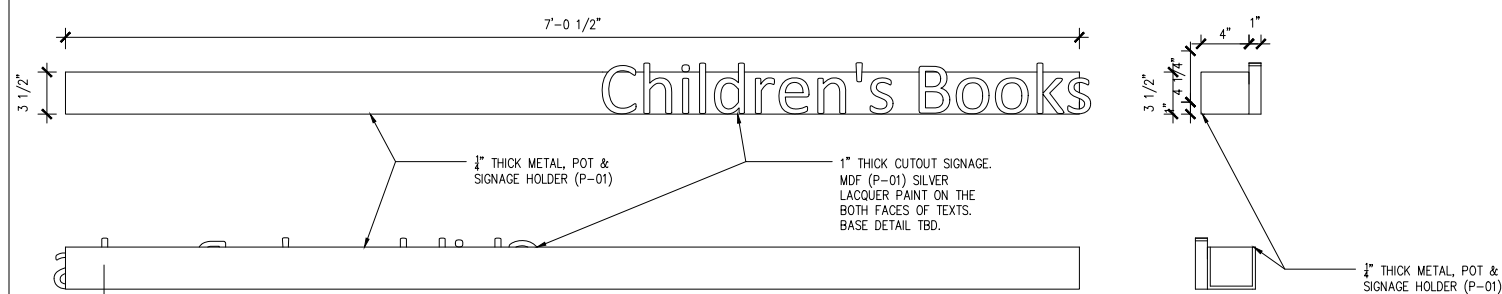 7'-0 1/2"
4"
1"
3 1/2"
Children's Books
3 1/2"
4 1/4"
1"
1/4" THICK METAL, POT &
SIGNAGE HOLDER (P-01)
1" THICK CUTOUT SIGNAGE.
MDF (P-01) SILVER
LACQUER PAINT ON THE
BOTH FACES OF TEXTS.
BASE DETAIL TBD.
1/4" THICK METAL, POT &
SIGNAGE HOLDER (P-01)